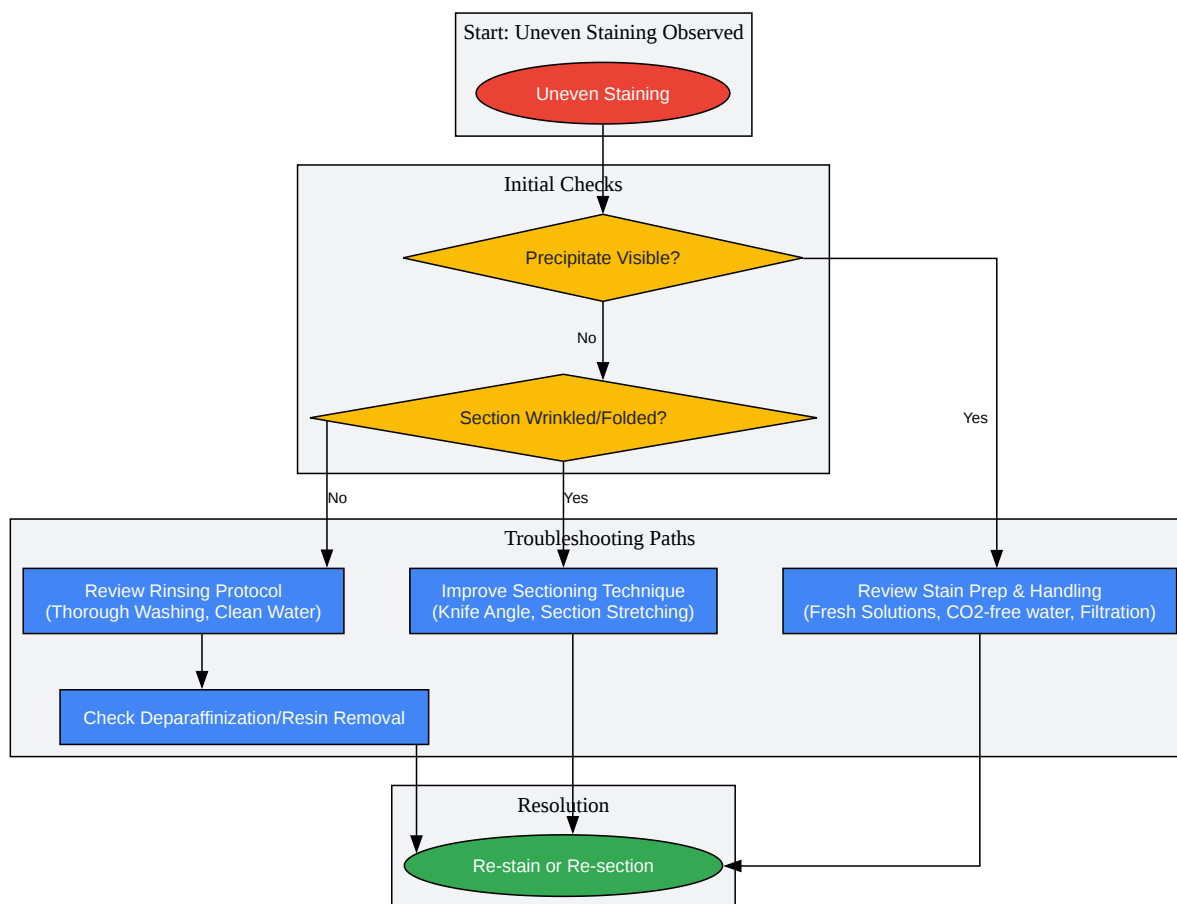 Start: Uneven Staining Observed
Uneven Staining
Initial Checks
Precipitate Visible?
No
Section Wrinkled/Folded?
Yes
No
Yes
Troubleshooting Paths
Review Rinsing Protocol
(Thorough Washing, Clean Water)
Improve Sectioning Technique
(Knife Angle, Section Stretching)
Review Stain Prep & Handling
(Fresh Solutions, CO2-free water, Filtration)
Check Deparaffinization/Resin Removal
Resolution
Re-stain or Re-section